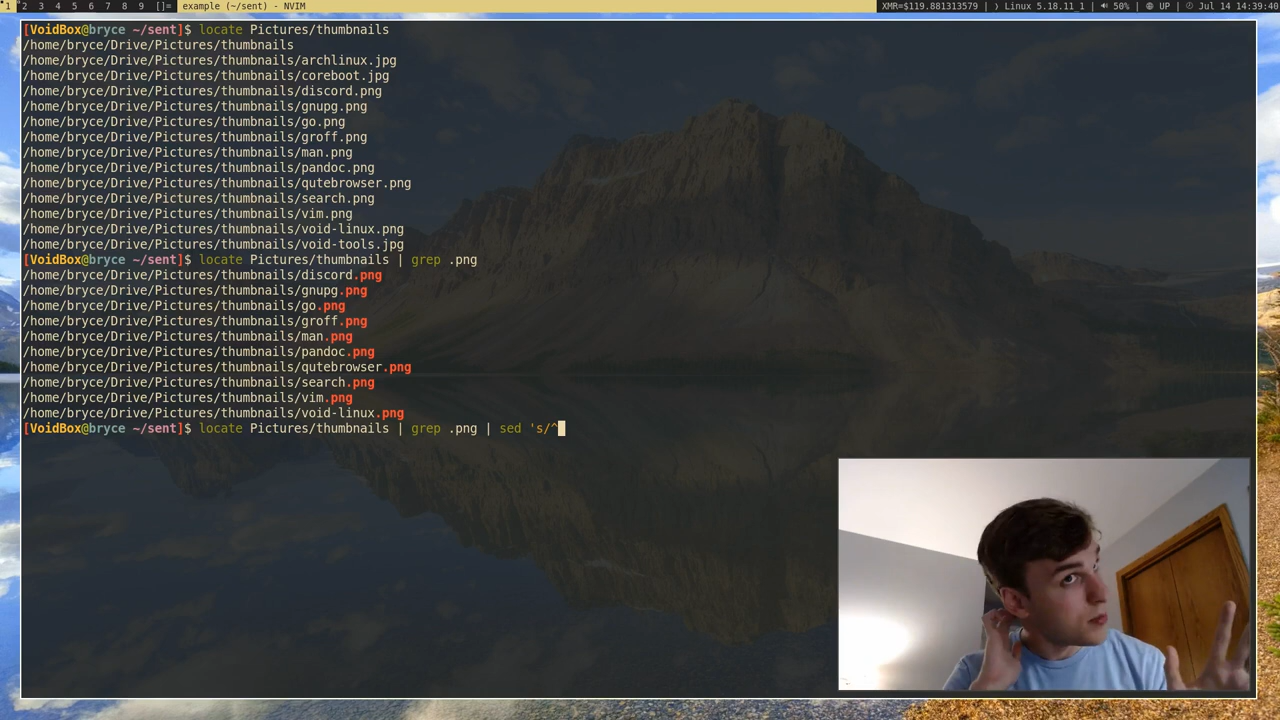 1 2 3 4 5 6 7 8 9 []= example (~/sent) - NVIM XMR=$119.881313579 | ❯ Linux 5.18.11_1 | 50% | UP | Jul 14 14:39:40
[VoidBox@bryce ~/sent]$ locate Pictures/thumbnails
/home/bryce/Drive/Pictures/thumbnails
/home/bryce/Drive/Pictures/thumbnails/archlinux.jpg
/home/bryce/Drive/Pictures/thumbnails/coreboot.jpg
/home/bryce/Drive/Pictures/thumbnails/discord.png
/home/bryce/Drive/Pictures/thumbnails/gnupg.png
/home/bryce/Drive/Pictures/thumbnails/go.png
/home/bryce/Drive/Pictures/thumbnails/groff.png
/home/bryce/Drive/Pictures/thumbnails/man.png
/home/bryce/Drive/Pictures/thumbnails/pandoc.png
/home/bryce/Drive/Pictures/thumbnails/qutebrowser.png
/home/bryce/Drive/Pictures/thumbnails/search.png
/home/bryce/Drive/Pictures/thumbnails/vim.png
/home/bryce/Drive/Pictures/thumbnails/void-linux.png
/home/bryce/Drive/Pictures/thumbnails/void-tools.jpg
[VoidBox@bryce ~/sent]$ locate Pictures/thumbnails | grep .png
/home/bryce/Drive/Pictures/thumbnails/discord.png
/home/bryce/Drive/Pictures/thumbnails/gnupg.png
/home/bryce/Drive/Pictures/thumbnails/go.png
/home/bryce/Drive/Pictures/thumbnails/groff.png
/home/bryce/Drive/Pictures/thumbnails/man.png
/home/bryce/Drive/Pictures/thumbnails/pandoc.png
/home/bryce/Drive/Pictures/thumbnails/qutebrowser.png
/home/bryce/Drive/Pictures/thumbnails/search.png
/home/bryce/Drive/Pictures/thumbnails/vim.png
/home/bryce/Drive/Pictures/thumbnails/void-linux.png
[VoidBox@bryce ~/sent]$ locate Pictures/thumbnails | grep .png | sed 's/^